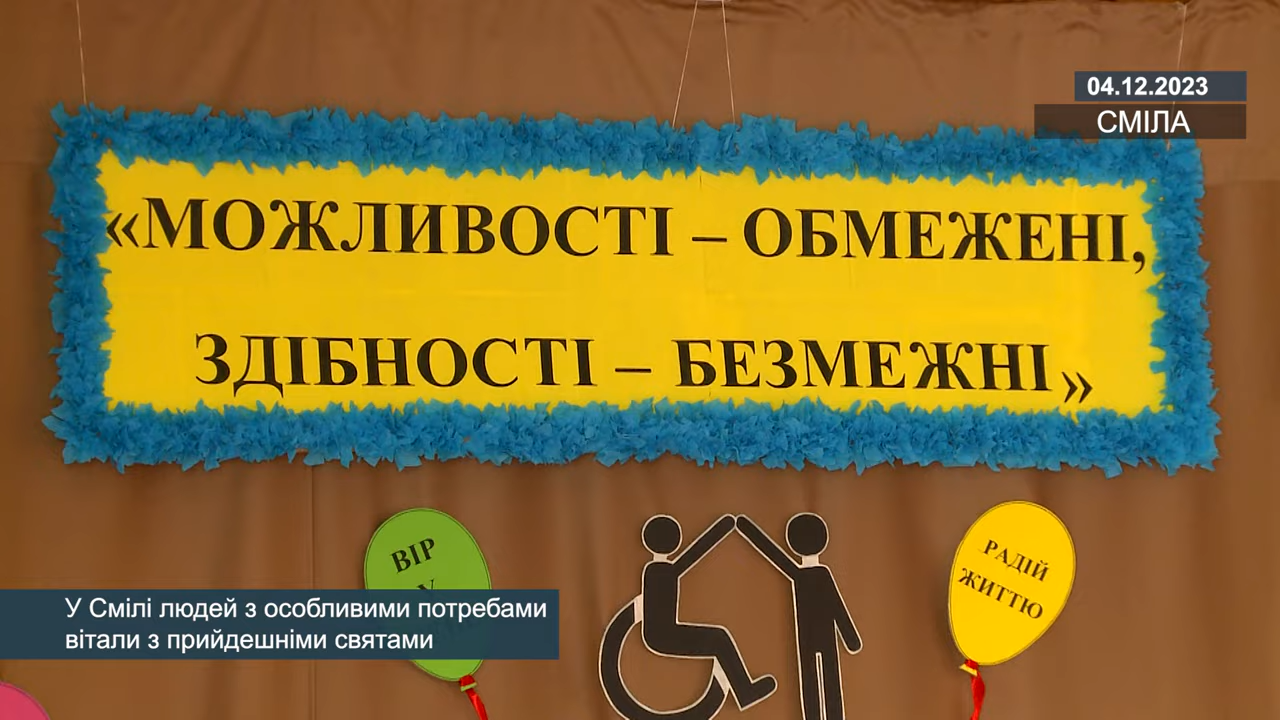 04.12.2023
СМІЛА
«МОЖЛИВОСТІ – ОБМЕЖЕНІ,
ЗДІБНОСТІ – БЕЗМЕЖНІ»
ВІР
У
РАДІЙ
ЖИТТЮ
У Смілі людей з особливими потребами
вітали з прийдешніми святами